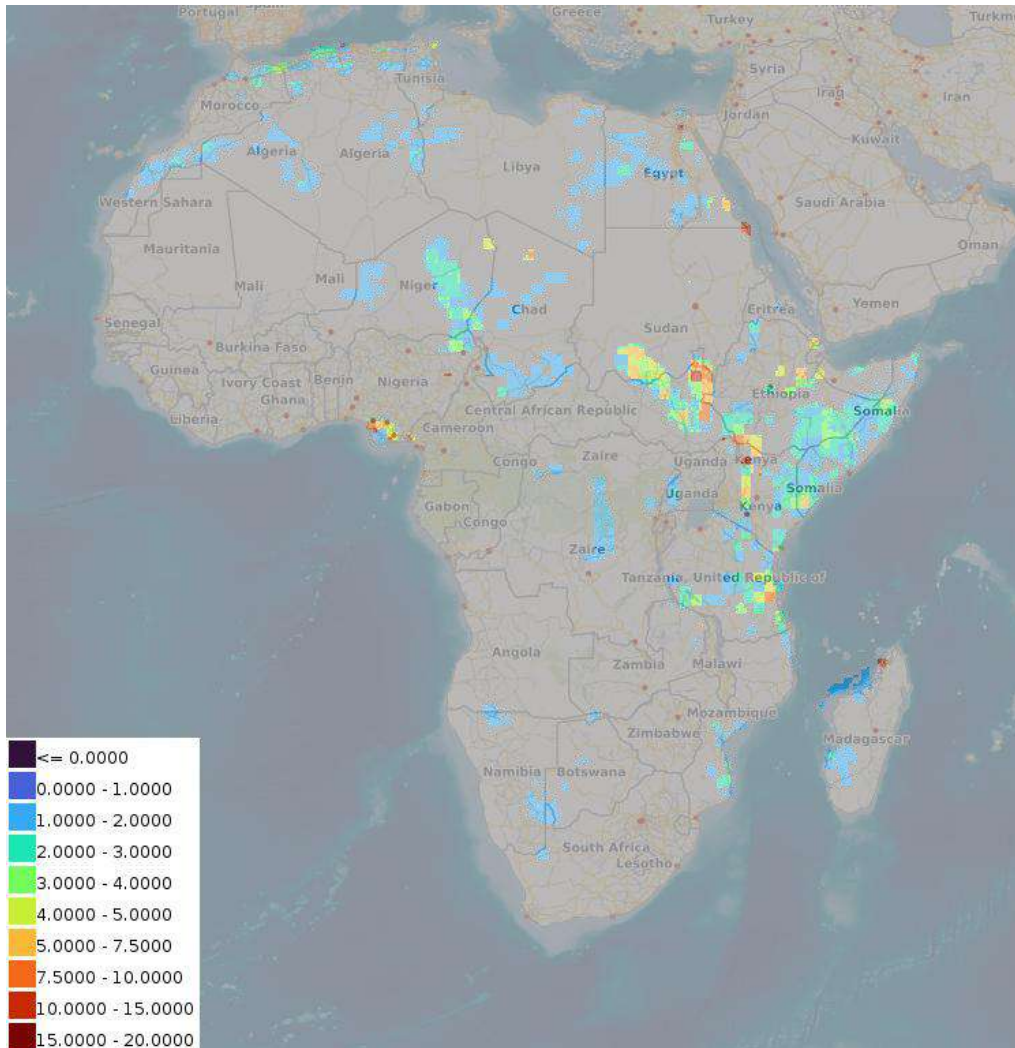 Portugal
Spain
Greece
Turkey
Turkm
Syria
Iraq
Iran
Tunisia
Morocco
Jordan
Kuwait
Algeria
Algeria
Libya
Egypt
Western Sahara
Saudi Arabia
Mauritania
Oman
Mali
Mali
Niger
Chad
Eritrea
Yemen
Senegal
Sudan
Burkina Faso
Guinea
Ivory Coast
Benin
Nigeria
Ethiopia
Ghana
Central African Republic
Somalia
Liberia
Cameroon
Congo
Zaire
Uganda
Kenya
Uganda
Somalia
Gabon
Congo
Kenya
Zaire
Tanzania, United Republic of
Angola
Zambia
Malawi
Mozambique
Zimbabwe
Madagascar
Namibia
Botswana
South Africa
Lesotho
<= 0.0000
0.0000 - 1.0000
1.0000 - 2.0000
2.0000 - 3.0000
3.0000 - 4.0000
4.0000 - 5.0000
5.0000 - 7.5000
7.5000 - 10.0000
10.0000 - 15.0000
15.0000 - 20.0000